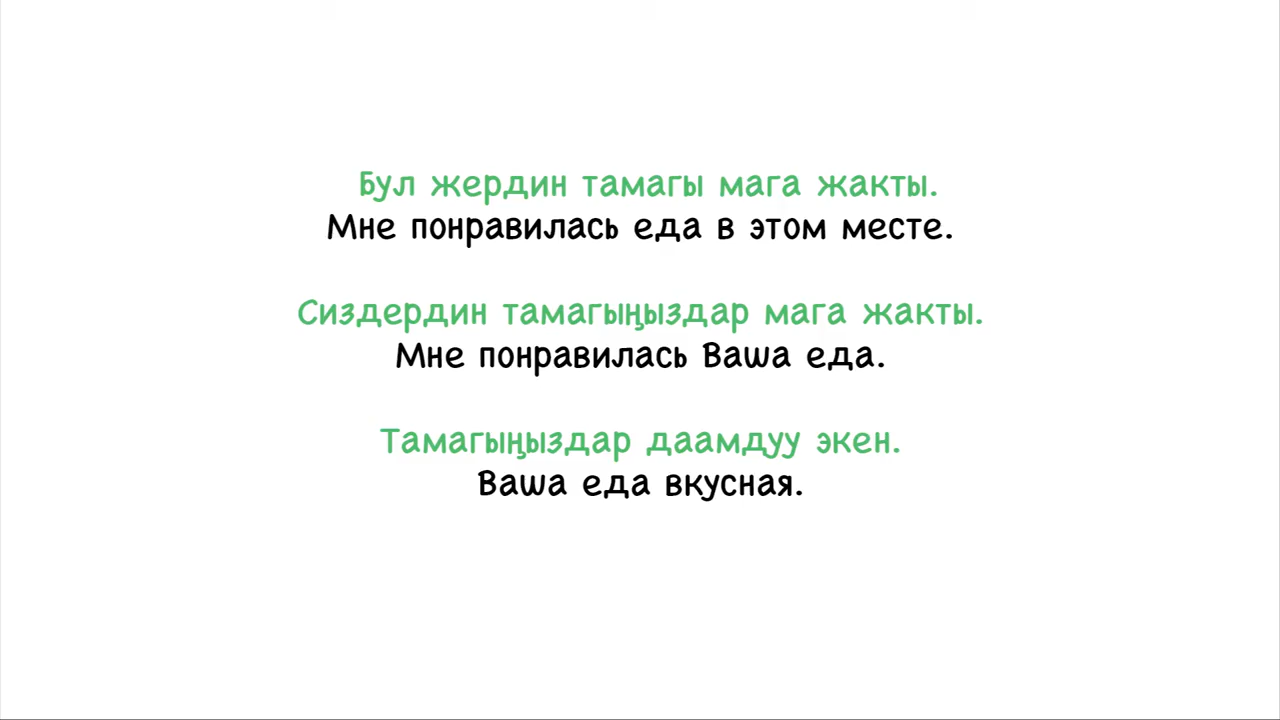 Бул жердин тамагы мага жакты.
Мне понравилась еда в этом месте.
Сиздердин тамагыңыздар мага жакты.
Мне понравилась Ваша еда.
Тамагыңыздар даамдуу экен.
Ваша еда вкусная.